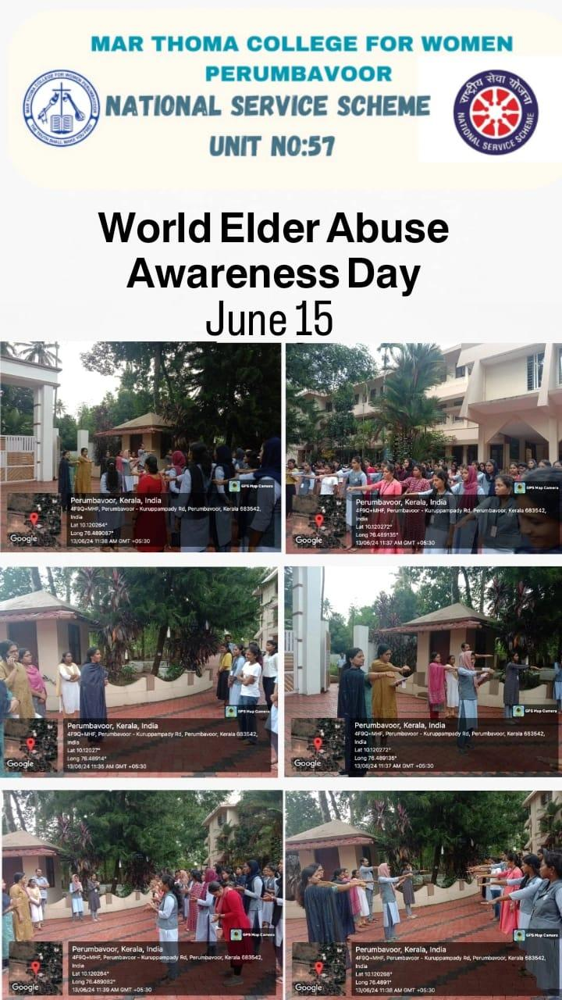 MAR THOMA COLLEGE FOR WOMEN
PERUMBAVOOR
NATIONAL SERVICE SCHEME
UNIT NO:57
MAR THOMA COLLEGE FOR WOMEN PERUMBAVOOR
राष्ट्रीय सेवा योजना
NATIONAL SERVICE SCHEME
World Elder Abuse
Awareness Day
June 15
GPS Map Camera
Google
Perumbavoor, Kerala, India
4F9Q+MHF, Perumbavoor - Kuruppampady Rd, Perumbavoor, Kerala 683542,
India
Lat 10.120264°
Long 76.489087°
13/06/24 11:38 AM GMT +05:30
GPS Map Camera
Google
Perumbavoor, Kerala, India
4F9Q+MHF, Perumbavoor - Kuruppampady Rd, Perumbavoor, Kerala 683542,
India
Lat 10.120272°
Long 76.489135°
13/06/24 11:37 AM GMT +05:30
GPS Map Camera
Google
Perumbavoor, Kerala, India
4F9Q+MHF, Perumbavoor - Kuruppampady Rd, Perumbavoor, Kerala 683542,
India
Lat 10.12027°
Long 76.48914°
13/06/24 11:35 AM GMT +05:30
GPS Map Camera
Google
Perumbavoor, Kerala, India
4F9Q+MHF, Perumbavoor - Kuruppampady Rd, Perumbavoor, Kerala 683542,
India
Lat 10.120272°
Long 76.489135°
13/06/24 11:37 AM GMT +05:30
GPS Map Camera
Google
Perumbavoor, Kerala, India
4F9Q+MHF, Perumbavoor - Kuruppampady Rd, Perumbavoor, Kerala 683542,
India
Lat 10.120264°
Long 76.489082°
13/06/24 11:39 AM GMT +05:30
GPS Map Camera
Google
Perumbavoor, Kerala, India
4F9Q+MHF, Perumbavoor - Kuruppampady Rd, Perumbavoor, Kerala 683542,
India
Lat 10.120268°
Long 76.4891°
13/06/24 11:38 AM GMT +05:30